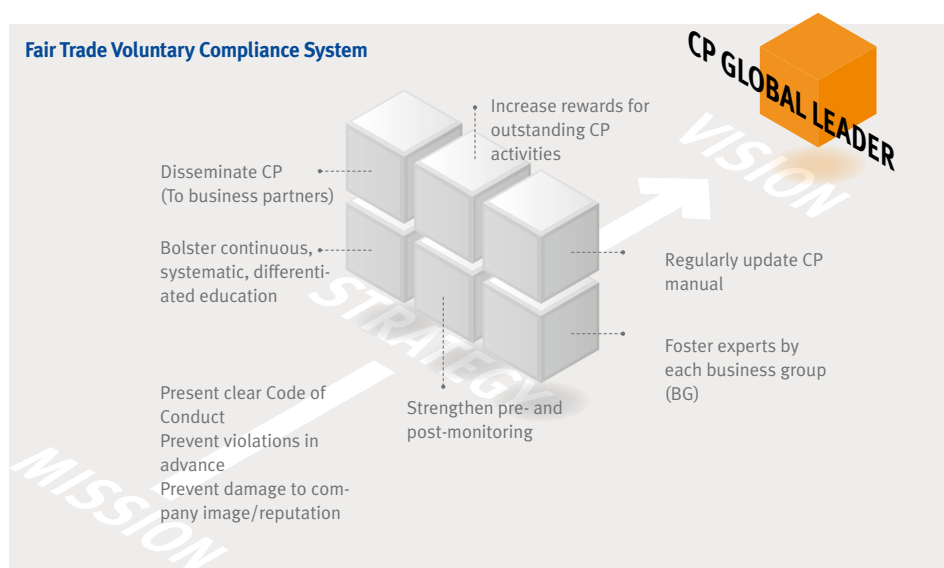 Fair Trade Voluntary Compliance System
CP GLOBAL LEADER
VISION
Increase rewards for
outstanding CP
activities
Disseminate CP
(To business partners)
Bolster continuous,
systematic, differenti-
ated education
Regularly update CP
manual
STRATEGY
Foster experts by
each business group
(BG)
Strengthen pre- and
post-monitoring
Present clear Code of
Conduct
Prevent violations in
advance
Prevent damage to com-
pany image/reputation
MISSION